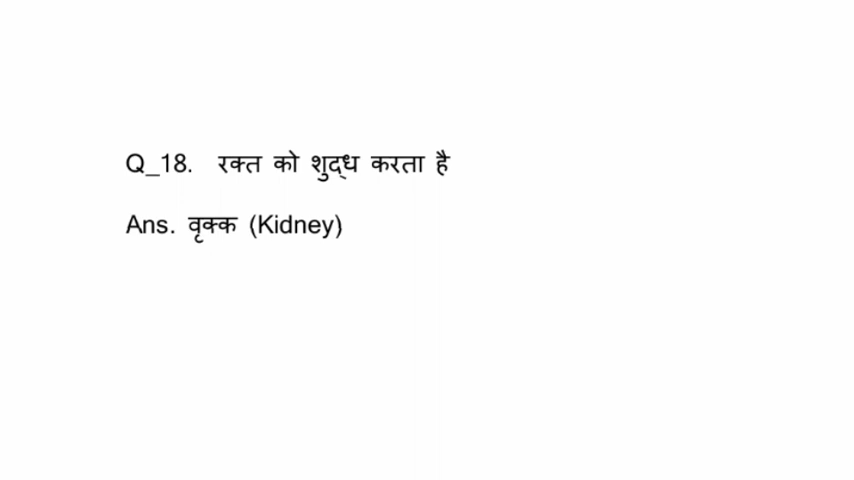 Q_18. रक्त को शुद्ध करता है
Ans. वृक्क (Kidney)